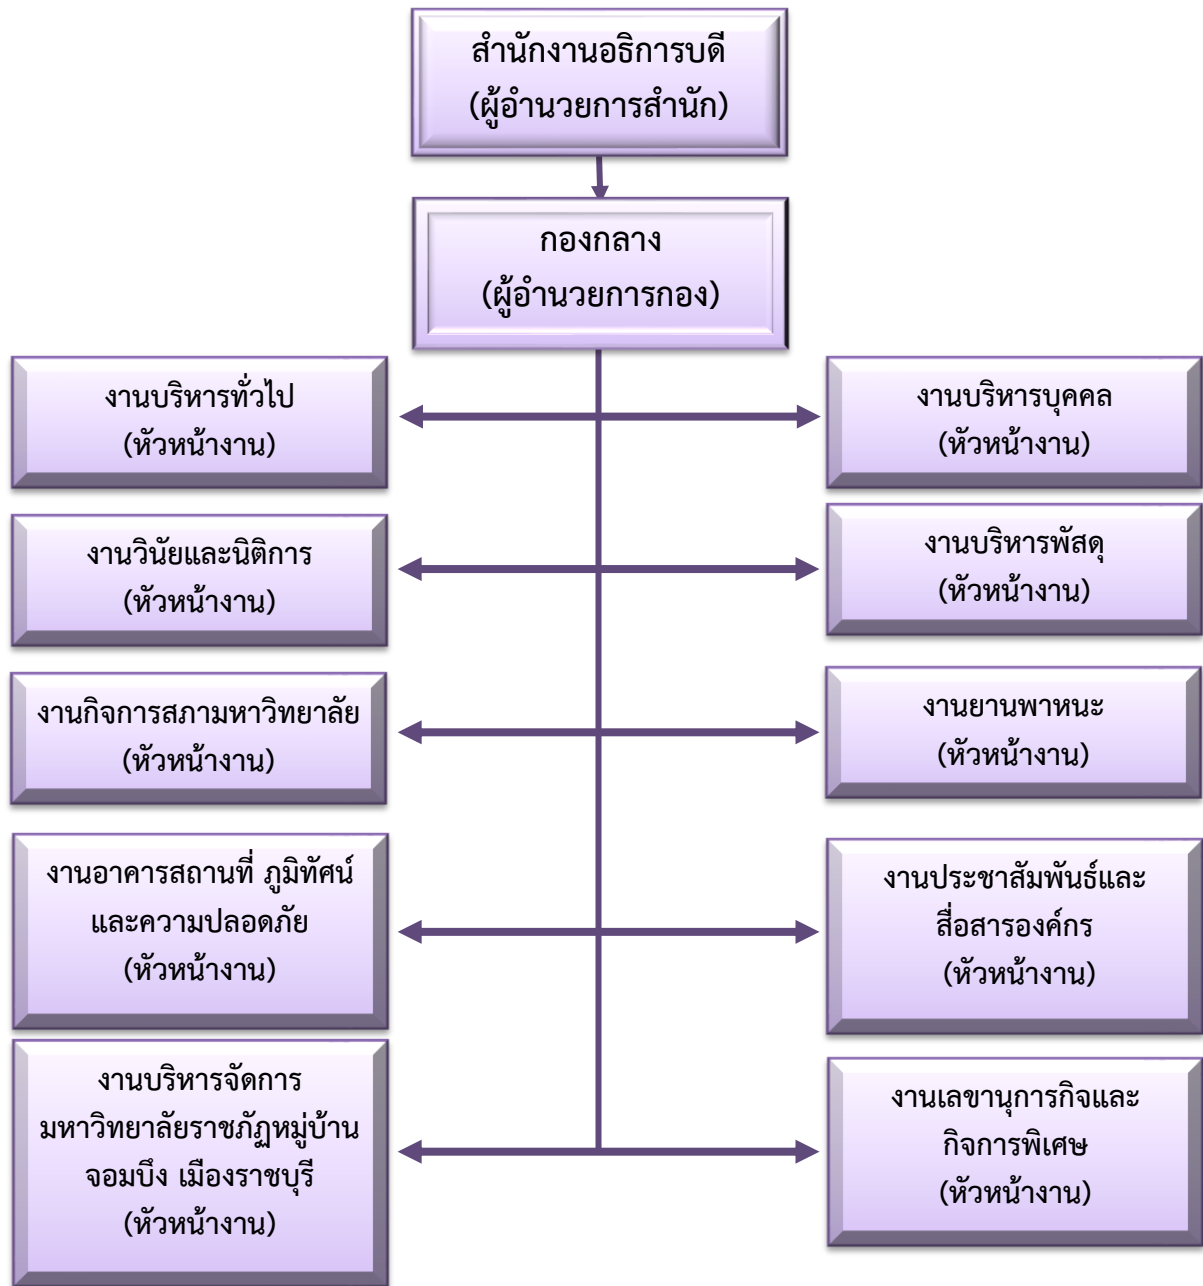 สำนักงานอธิการบดี
(ผู้อำนวยการสำนัก)
กองกลาง
(ผู้อำนวยการกอง)
งานบริหารทั่วไป
(หัวหน้างาน)
งานบริหารบุคคล
(หัวหน้างาน)
งานวินัยและนิติการ
(หัวหน้างาน)
งานบริหารพัสดุ
(หัวหน้างาน)
งานกิจการสภามหาวิทยาลัย
(หัวหน้างาน)
งานยานพาหนะ
(หัวหน้างาน)
งานอาคารสถานที่ ภูมิทัศน์
และความปลอดภัย
(หัวหน้างาน)
งานประชาสัมพันธ์และ
สื่อสารองค์กร
(หัวหน้างาน)
งานบริหารจัดการ
มหาวิทยาลัยราชภัฏหมู่บ้าน
จอมบึง เมืองราชบุรี
(หัวหน้างาน)
งานเลขานุการกิจและ
กิจการพิเศษ
(หัวหน้างาน)